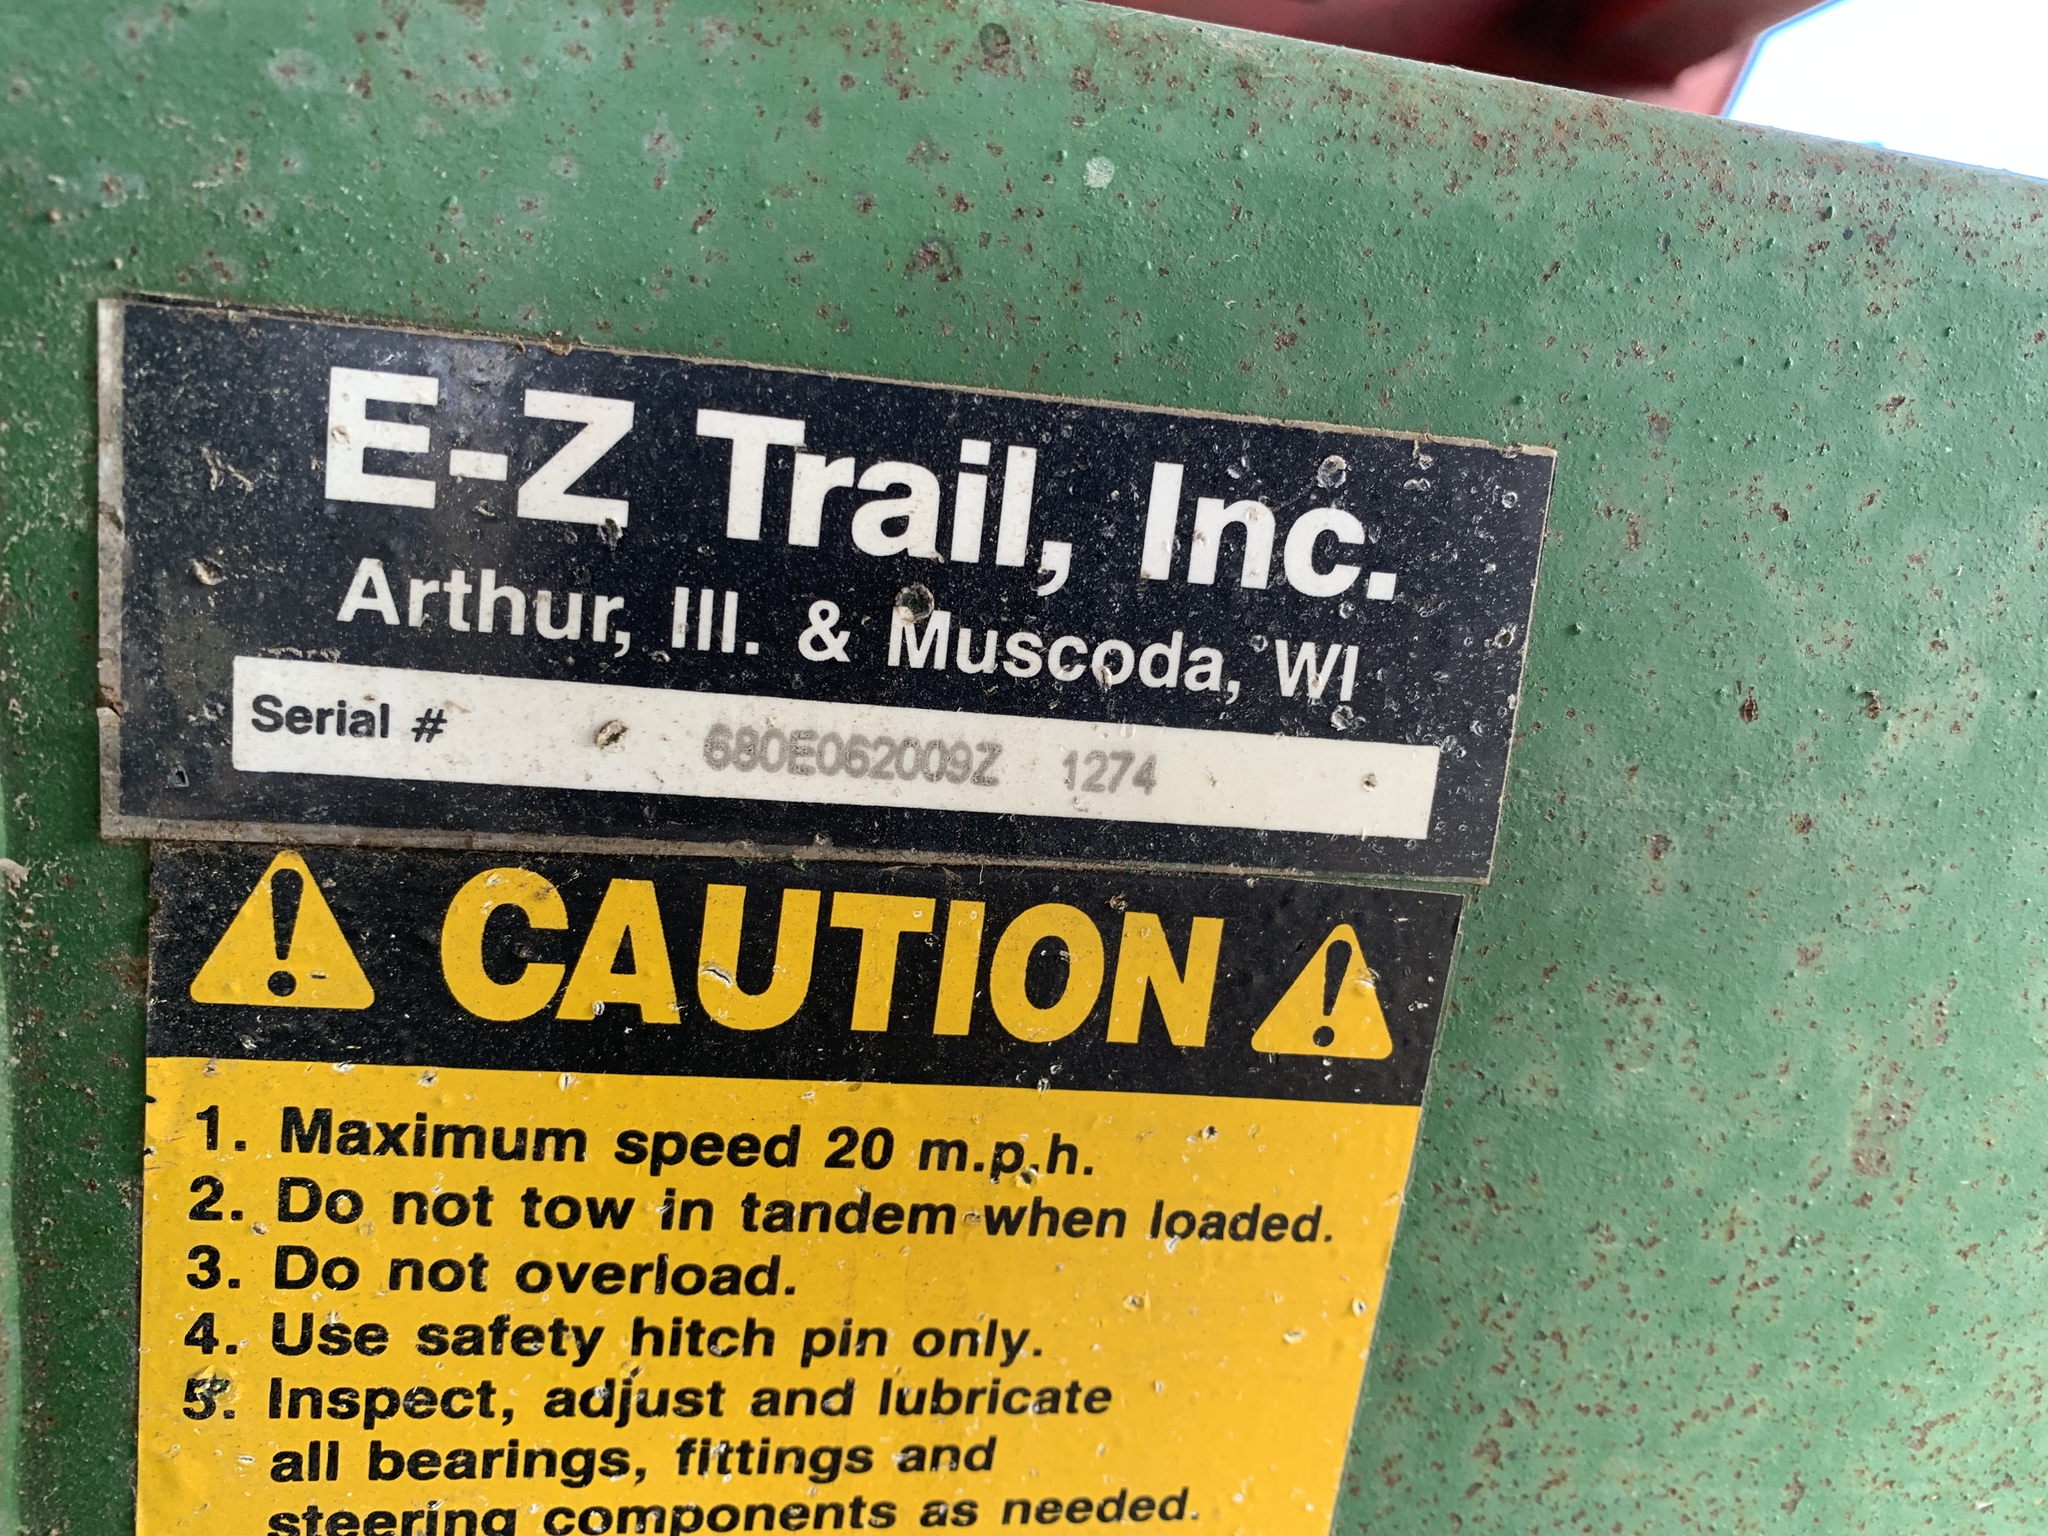 E-Z Trail, Inc.
Arthur, Ill. & Muscoda, WI
Serial # 680E062009Z 1274
CAUTION
1. Maximum speed 20 m.p.h.
2. Do not tow in tandem when loaded.
3. Do not overload.
4. Use safety hitch pin only.
5. Inspect, adjust and lubricate
all bearings, fittings and
steering components as needed.